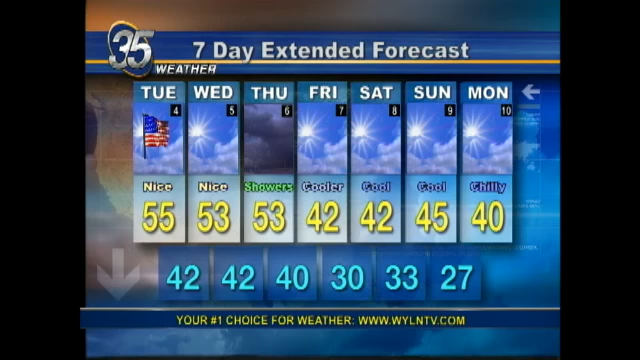 35
WEATHER
7 Day Extended Forecast
TUE WED THU FRI SAT SUN MON
4 5 6 7 8 9 10
Nice Nice Showers Cooler Cool Cool Chilly
55 53 53 42 42 45 40
42 42 40 30 33 27
YOUR #1 CHOICE FOR WEATHER: WWW.WYLNTV.COM